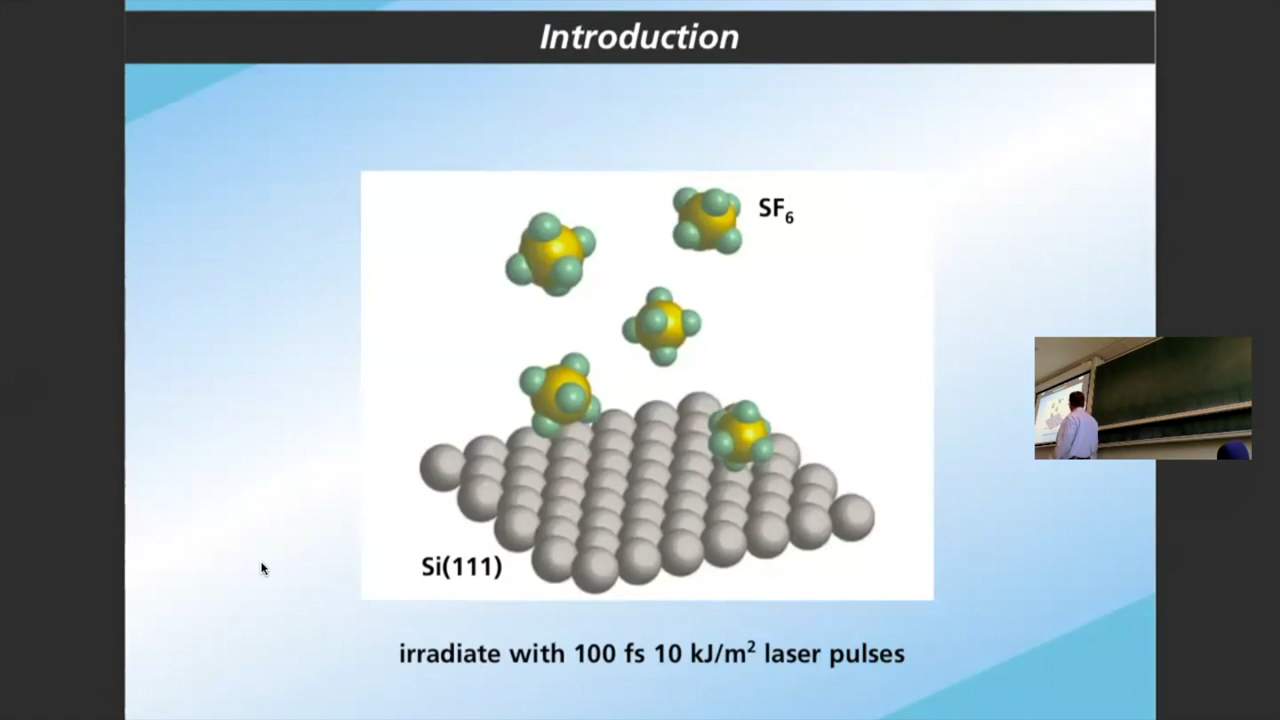 Introduction
SF6
Si(111)
irradiate with 100 fs 10 kJ/m² laser pulses